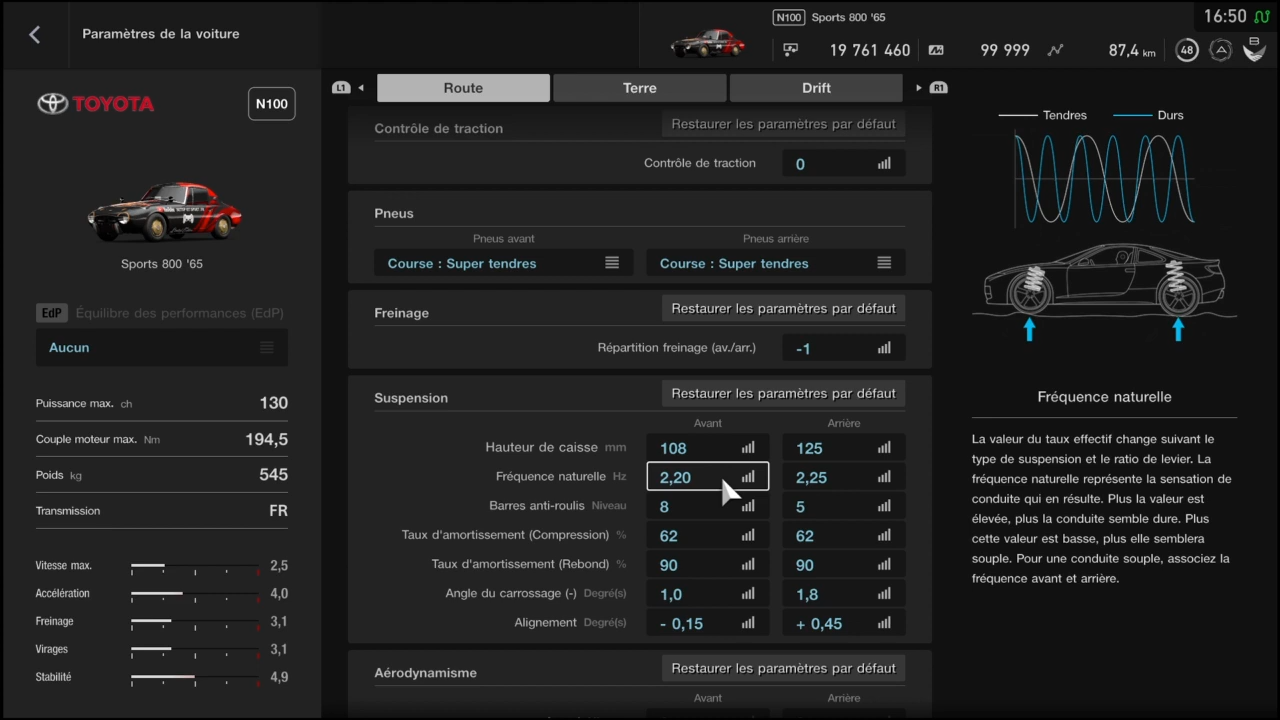 Paramètres de la voiture
N100 Sports 800 '65
19 761 460
99 999
87,4 km
48
A
B
16:50
TOYOTA
N100
Sports 800 '65
EdP Équilibre des performances (EdP)
Aucun
Puissance max. ch 130
Couple moteur max. Nm 194,5
Poids kg 545
Transmission FR
Vitesse max. 2,5
Accélération 4,0
Freinage 3,1
Virages 3,1
Stabilité 4,9
L1 Route Terre Drift R1
Contrôle de traction Restaurer les paramètres par défaut
Contrôle de traction 0
Pneus
Pneus avant Pneus arrière
Course : Super tendres Course : Super tendres
Freinage Restaurer les paramètres par défaut
Répartition freinage (av./arr.) -1
Suspension Restaurer les paramètres par défaut
Avant Arrière
Hauteur de caisse mm 108 125
Fréquence naturelle Hz 2,20 2,25
Barres anti-roulis Niveau 8 5
Taux d'amortissement (Compression) % 62 62
Taux d'amortissement (Rebond) % 90 90
Angle du carrossage (-) Degré(s) 1,0 1,8
Alignement Degré(s) - 0,15 + 0,45
Aérodynamisme Restaurer les paramètres par défaut
Avant Arrière
Tendres Durs
Fréquence naturelle
La valeur du taux effectif change suivant le
type de suspension et le ratio de levier. La
fréquence naturelle représente la sensation de
conduite qui en résulte. Plus la valeur est
élevée, plus la conduite semble dure. Plus
cette valeur est basse, plus elle semblera
souple. Pour une conduite souple, associez la
fréquence avant et arrière.